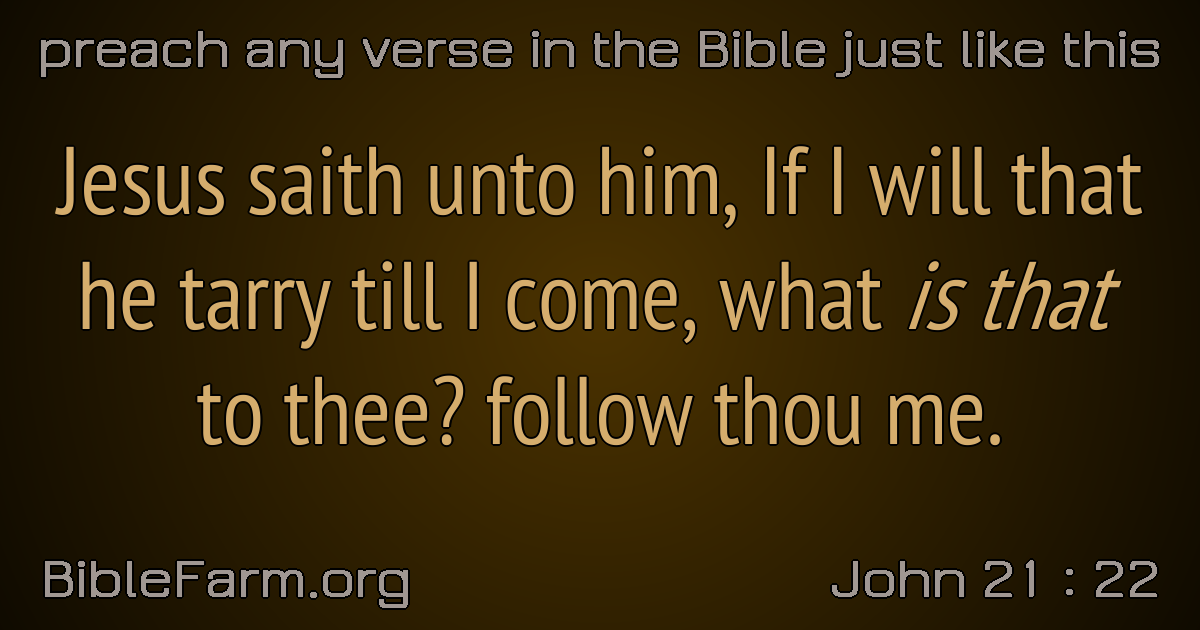 preach any verse in the Bible just like this
Jesus saith unto him, If I will that
he tarry till I come, what is that
to thee? follow thou me.
BibleFarm.org
John 21 : 22